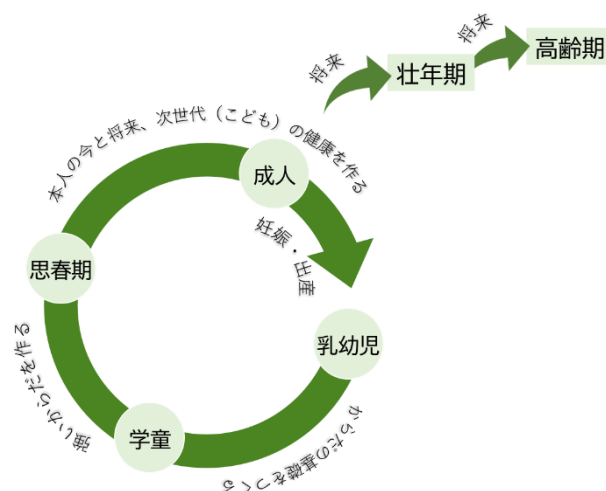 将来
高齢期
将来
壮年期
本人の今と将来、次世代（こども）の健康を作る
成人
妊娠・出産
思春期
乳幼児
強いからだを作る
学童
からだの基礎をつくる